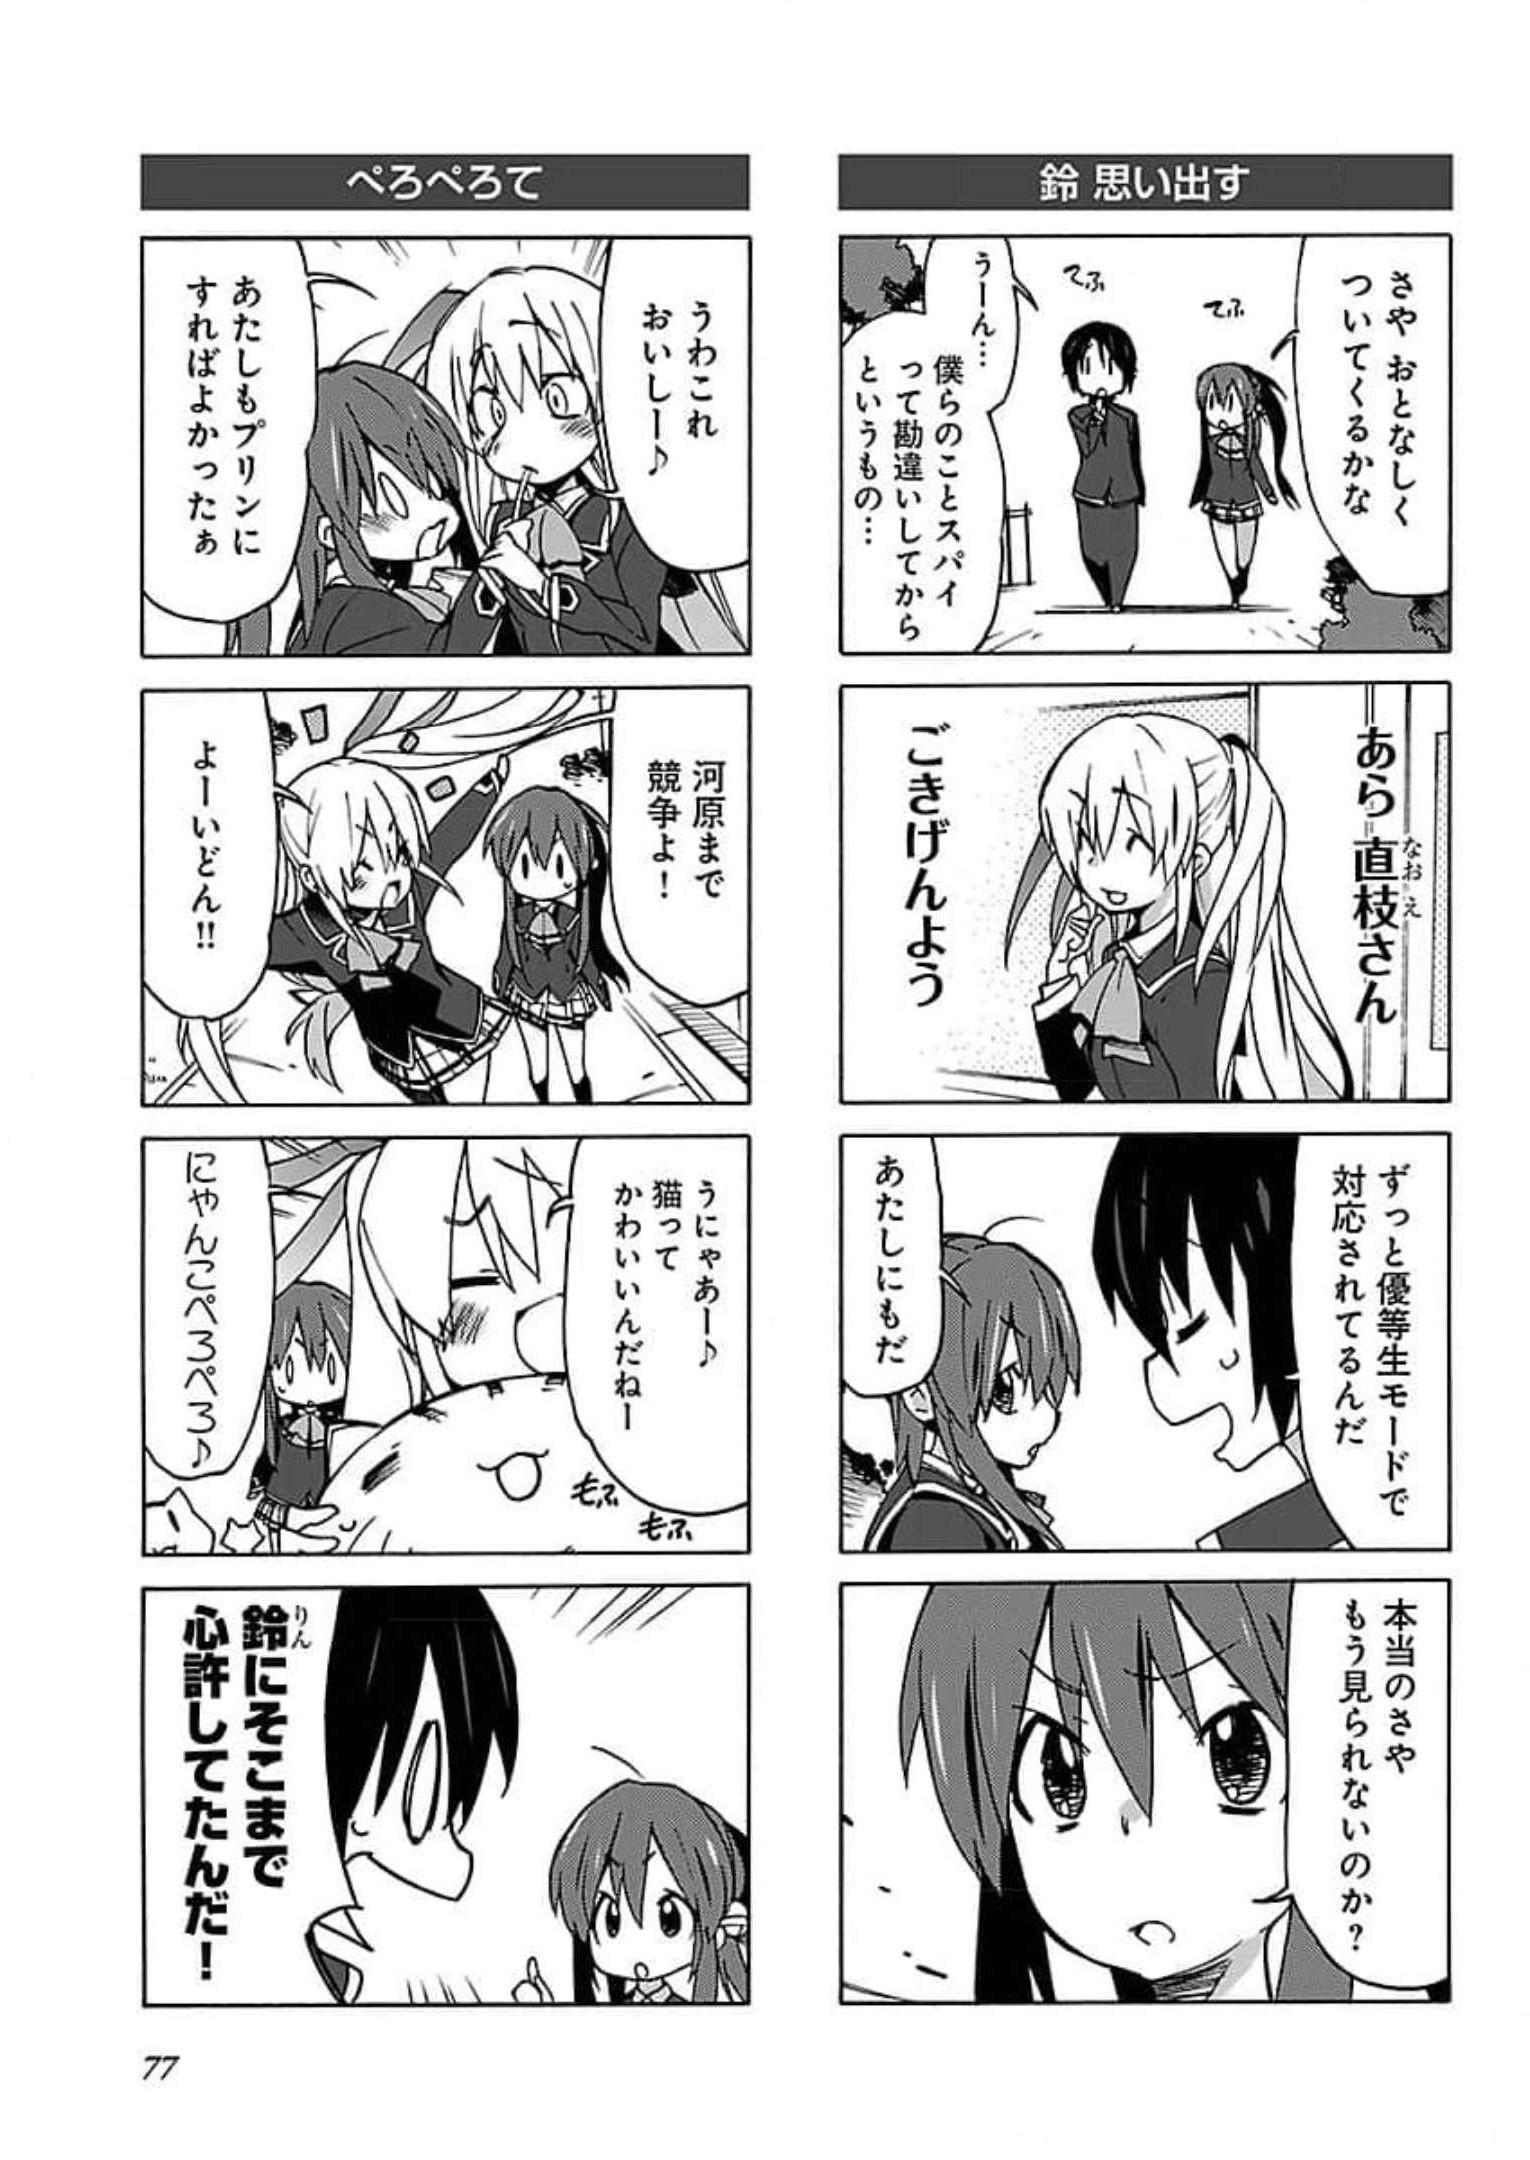 鈴 思い出す
さや おとなしく
ついてくるかな
てふ
てふ
うーん…
僕らのことスパイ
って勘違いしてから
というもの…
あら直枝さん
なおえ
ごきげんよう
ずっと優等生モードで
対応されてるんだ
あたしにもだ
本当のさや
もう見られないのか?
ぺろぺろて
うわこれ
おいしー♪
あたしもプリンに
すればよかったぁ
河原まで
競争よ!
よーいどん!!
うにゃあー♪
猫って
かわいいんだねー
にゃんこぺろぺろ♪
もふ
もふ
鈴にそこまで
りん
心許してたんだ!
77